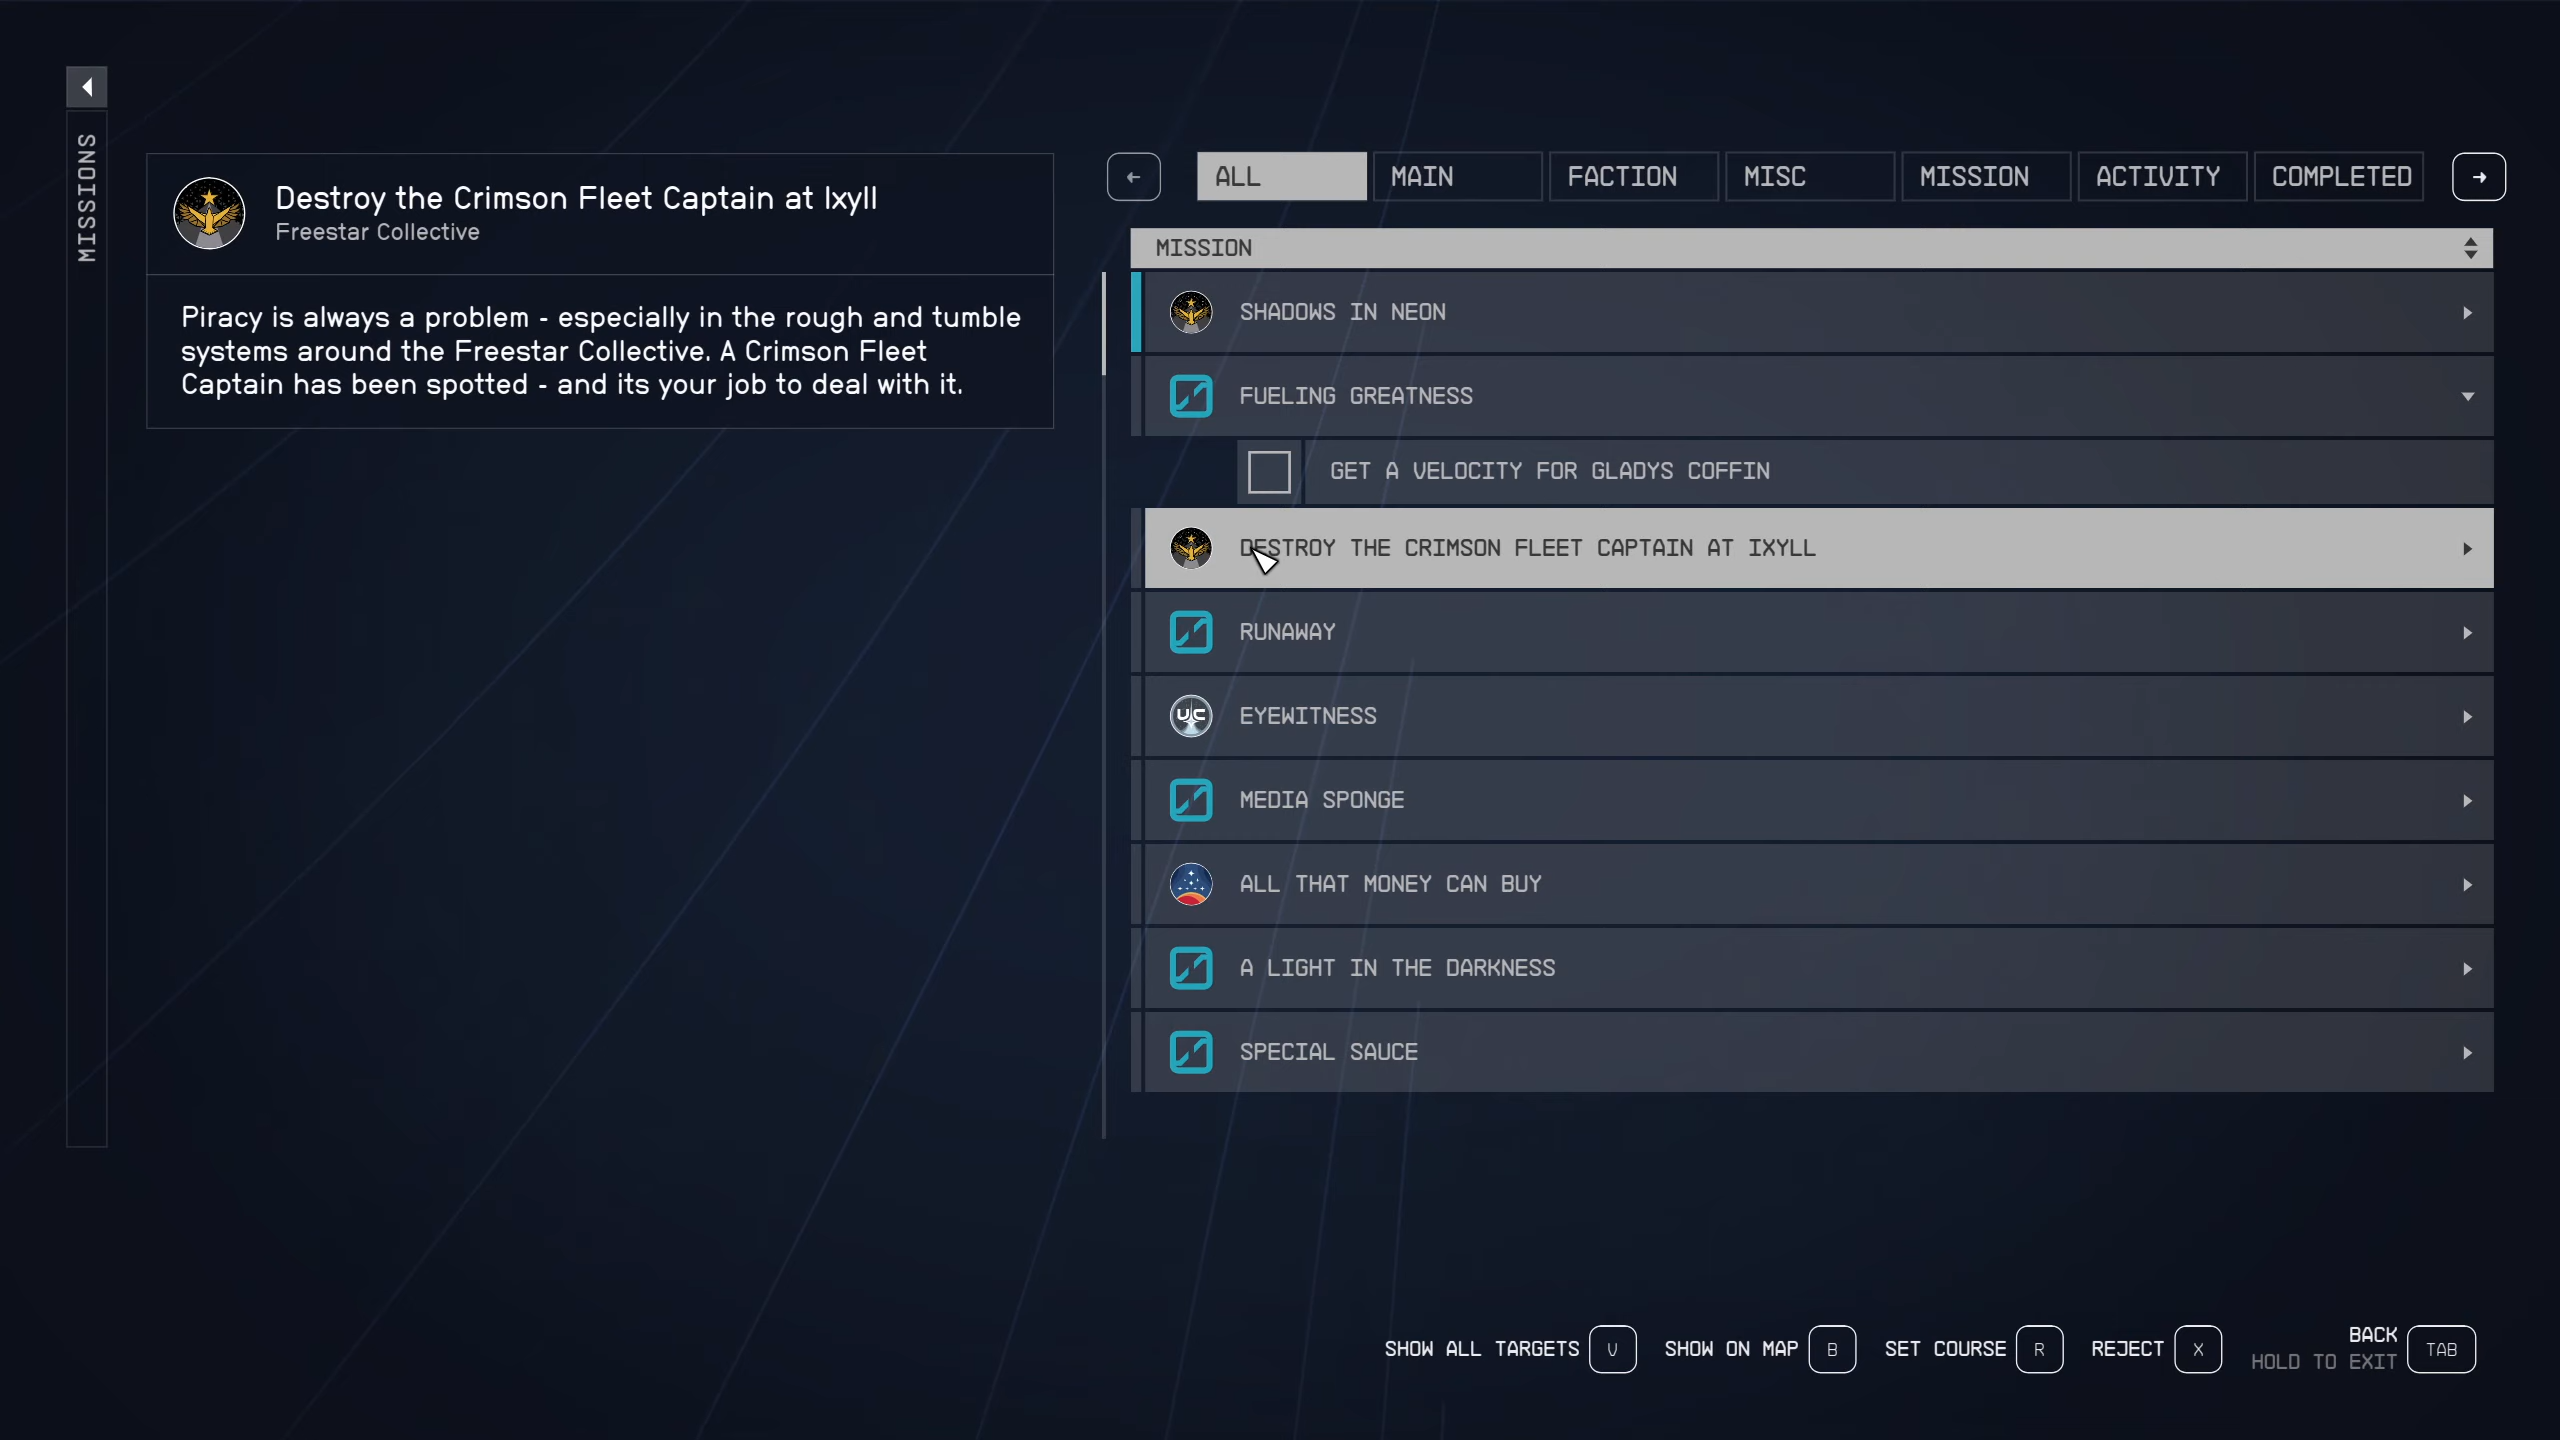 MISSIONS
Destroy the Crimson Fleet Captain at Ixyll
Freestar Collective
Piracy is always a problem - especially in the rough and tumble
systems around the Freestar Collective. A Crimson Fleet
Captain has been spotted - and its your job to deal with it.
ALL MAIN FACTION MISC MISSION ACTIVITY COMPLETED
MISSION
SHADOWS IN NEON
FUELING GREATNESS
GET A VELOCITY FOR GLADYS COFFIN
DESTROY THE CRIMSON FLEET CAPTAIN AT IXYLL
RUNAWAY
UC EYEWITNESS
MEDIA SPONGE
ALL THAT MONEY CAN BUY
A LIGHT IN THE DARKNESS
SPECIAL SAUCE
SHOW ALL TARGETS V SHOW ON MAP B SET COURSE R REJECT X BACK TAB
HOLD TO EXIT